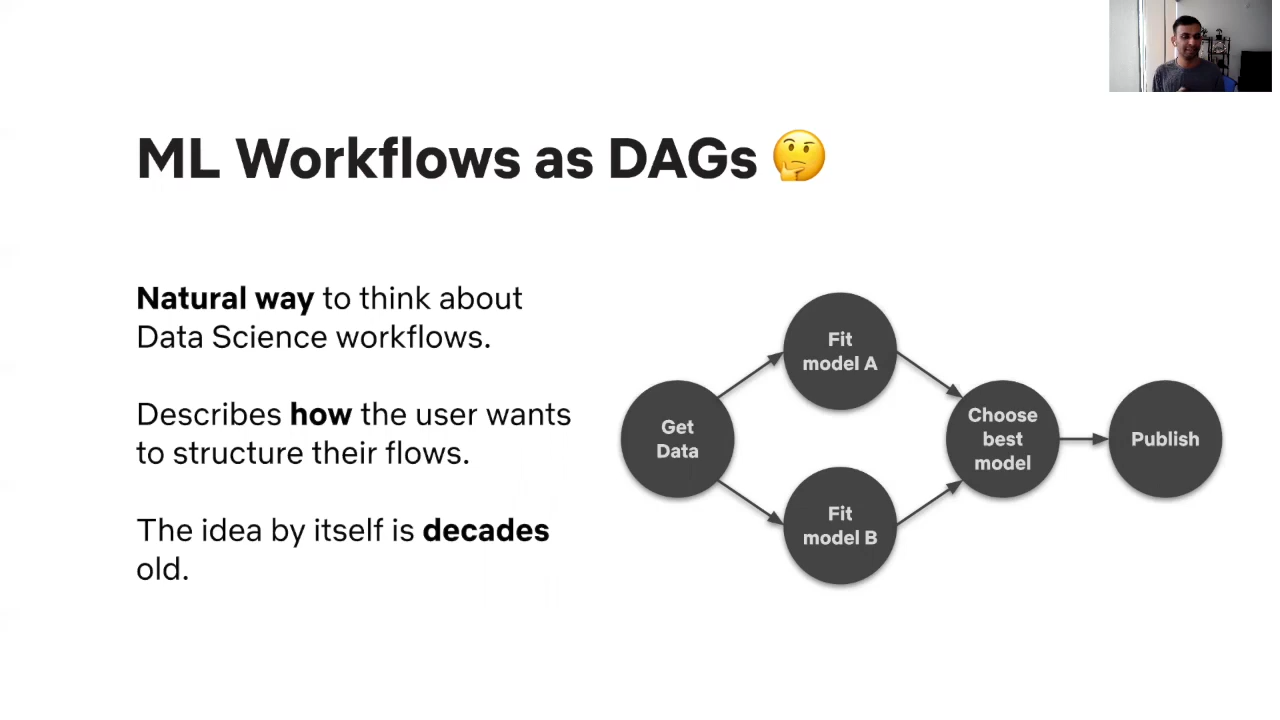 ML Workflows as DAGs 🤔
Natural way to think about
Data Science workflows.
Describes how the user wants
to structure their flows.
The idea by itself is decades
old.
Get
Data
Fit
model A
Fit
model B
Choose
best
model
Publish